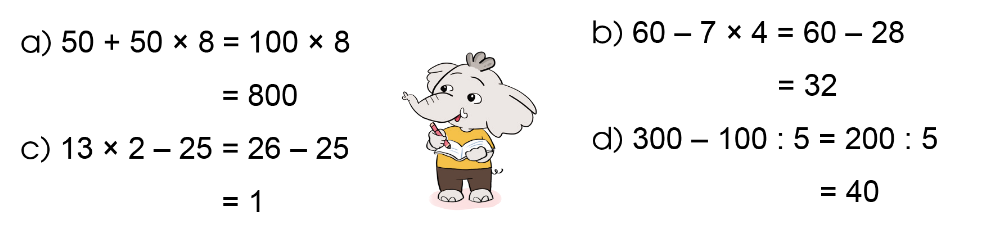 a) 50 + 50 × 8 = 100 × 8
= 800
b) 60 – 7 × 4 = 60 – 28
= 32
c) 13 × 2 – 25 = 26 – 25
= 1
d) 300 – 100 : 5 = 200 : 5
= 40